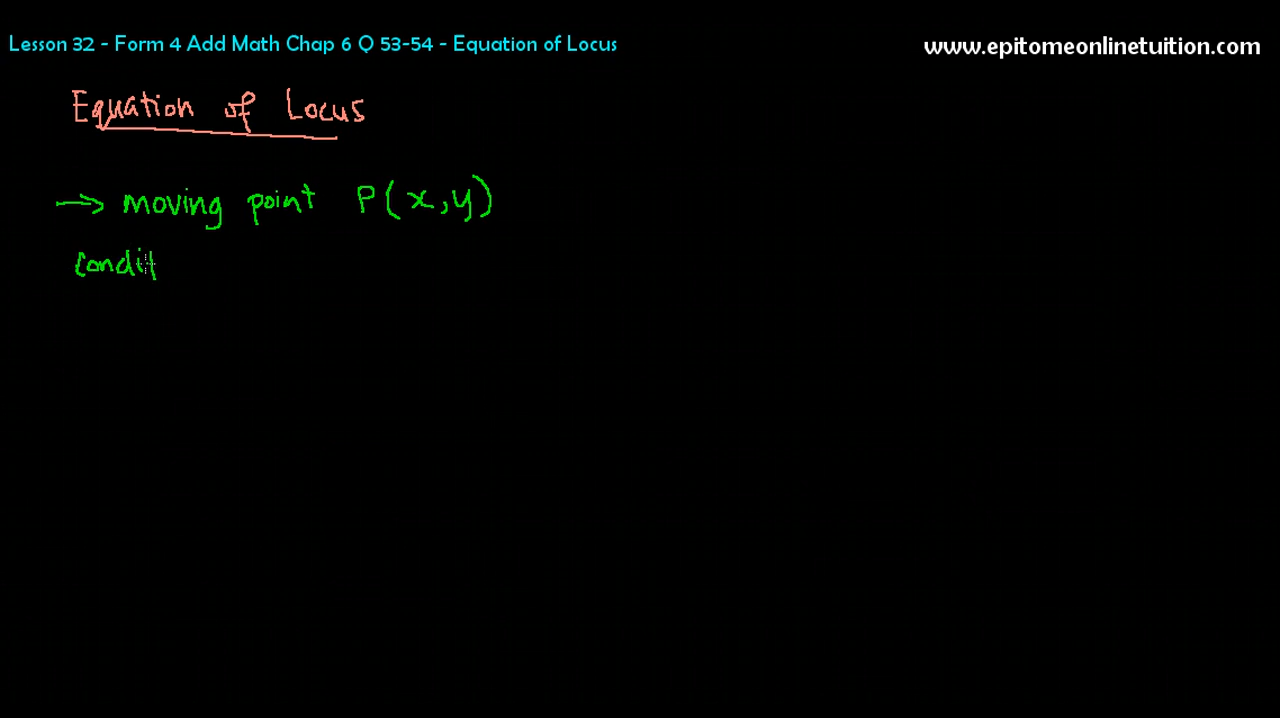 Lesson 32 - Form 4 Add Math Chap 6 Q 53-54 - Equation of Locus
www.epitomeonlinetuition.com
Equation of Locus
→ moving point P(x,y)
condit